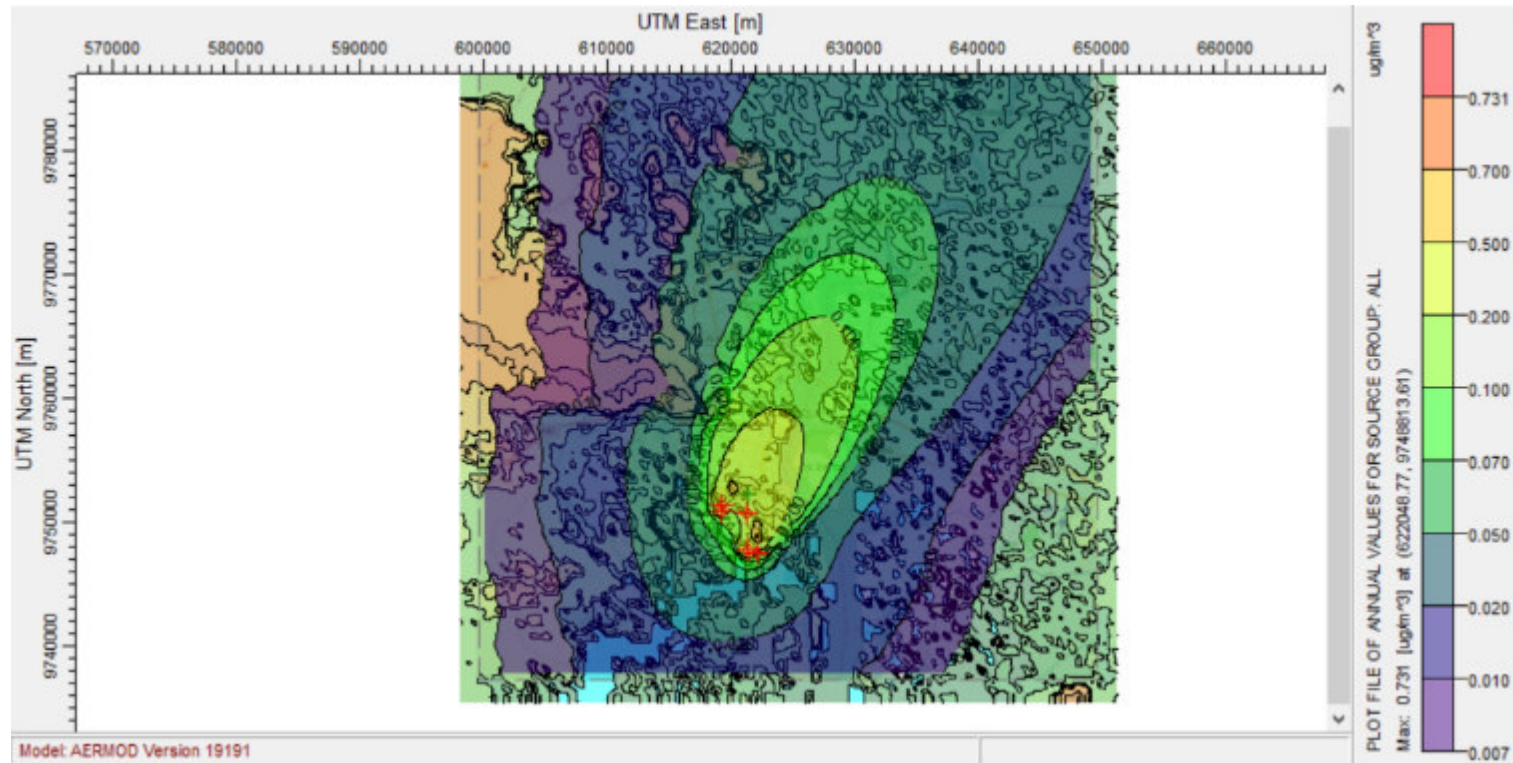 UTM East [m]
570000 580000 590000 600000 610000 620000 630000 640000 650000 660000
UTM North [m]
9780000
9770000
9760000
9750000
9740000
ug/m^3
PLOT FILE OF ANNUAL VALUES FOR SOURCE GROUP: ALL
Max: 0.731 [ug/m^3] at (622048.77, 9748813.61)
0.731
0.700
0.500
0.200
0.100
0.070
0.050
0.020
0.010
0.007
Model: AERMOD Version 19191